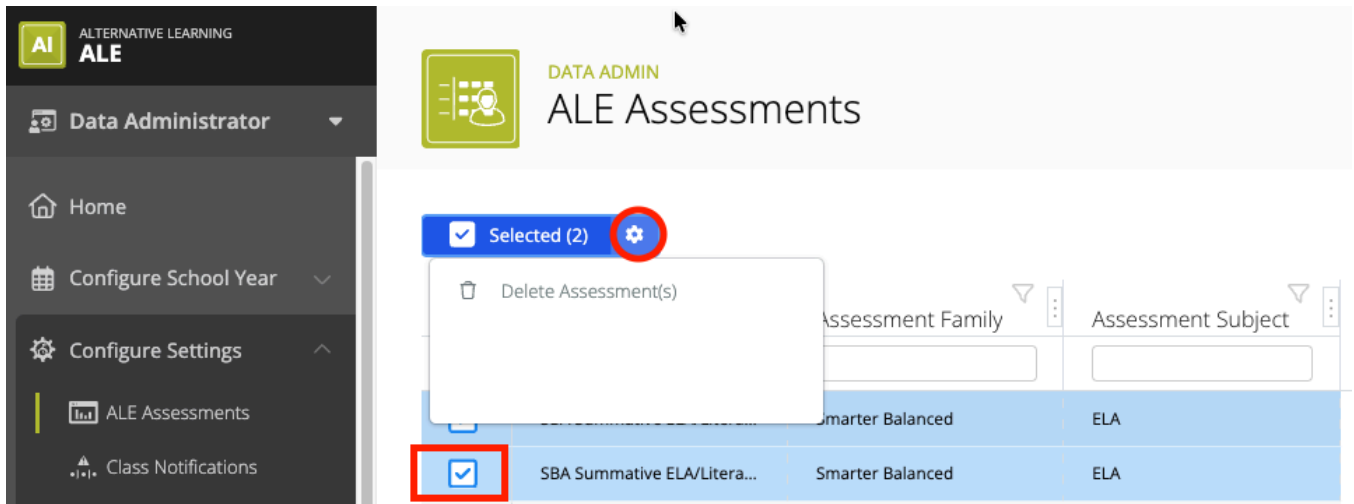 AI
ALTERNATIVE LEARNING
ALE
Data Administrator
Home
Configure School Year
Configure Settings
ALE Assessments
Class Notifications
DATA ADMIN
ALE Assessments
Selected (2)
Delete Assessment(s)
Assessment Family
Assessment Subject
Smarter Balanced
ELA
SBA Summative ELA/Litera...
Smarter Balanced
ELA